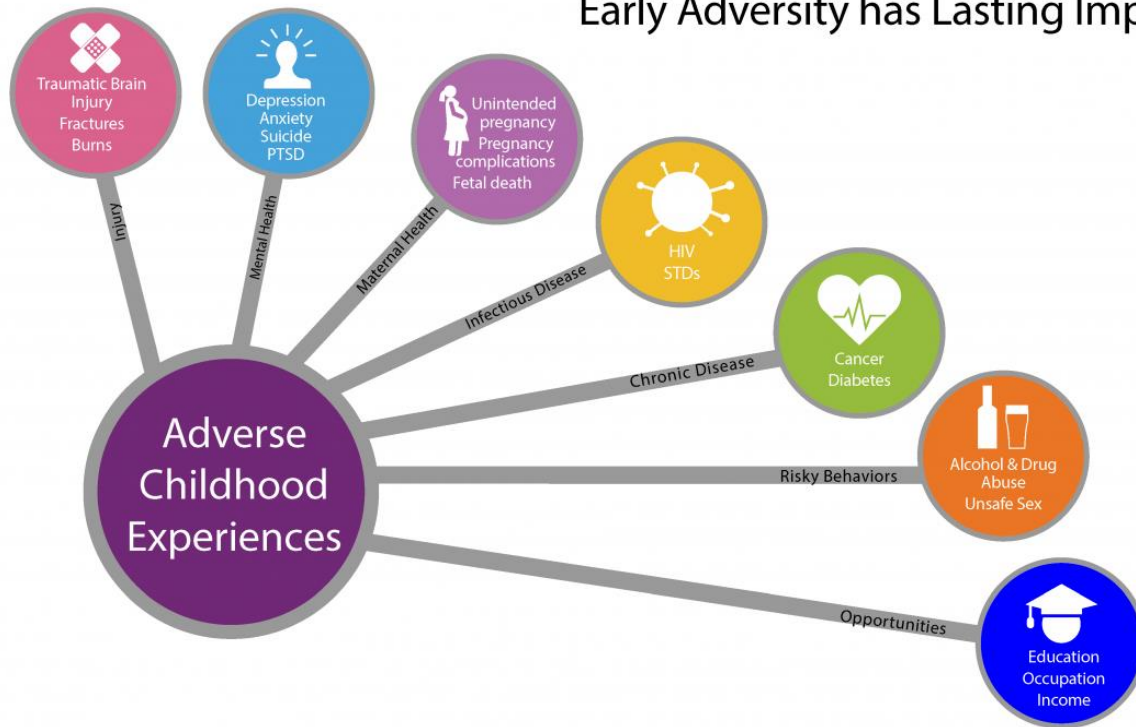 Early Adversity has Lasting
Traumatic Brain
Injury
Fractures
Burns
Injury
Depression
Anxiety
Suicide
PTSD
Mental Health
Unintended
pregnancy
Pregnancy
complications
Fetal death
Maternal Health
HIV
STDs
Infectious Disease
Cancer
Diabetes
Chronic Disease
Alcohol & Drug
Abuse
Unsafe Sex
Risky Behaviors
Education
Occupation
Income
Opportunities
Adverse
Childhood
Experiences